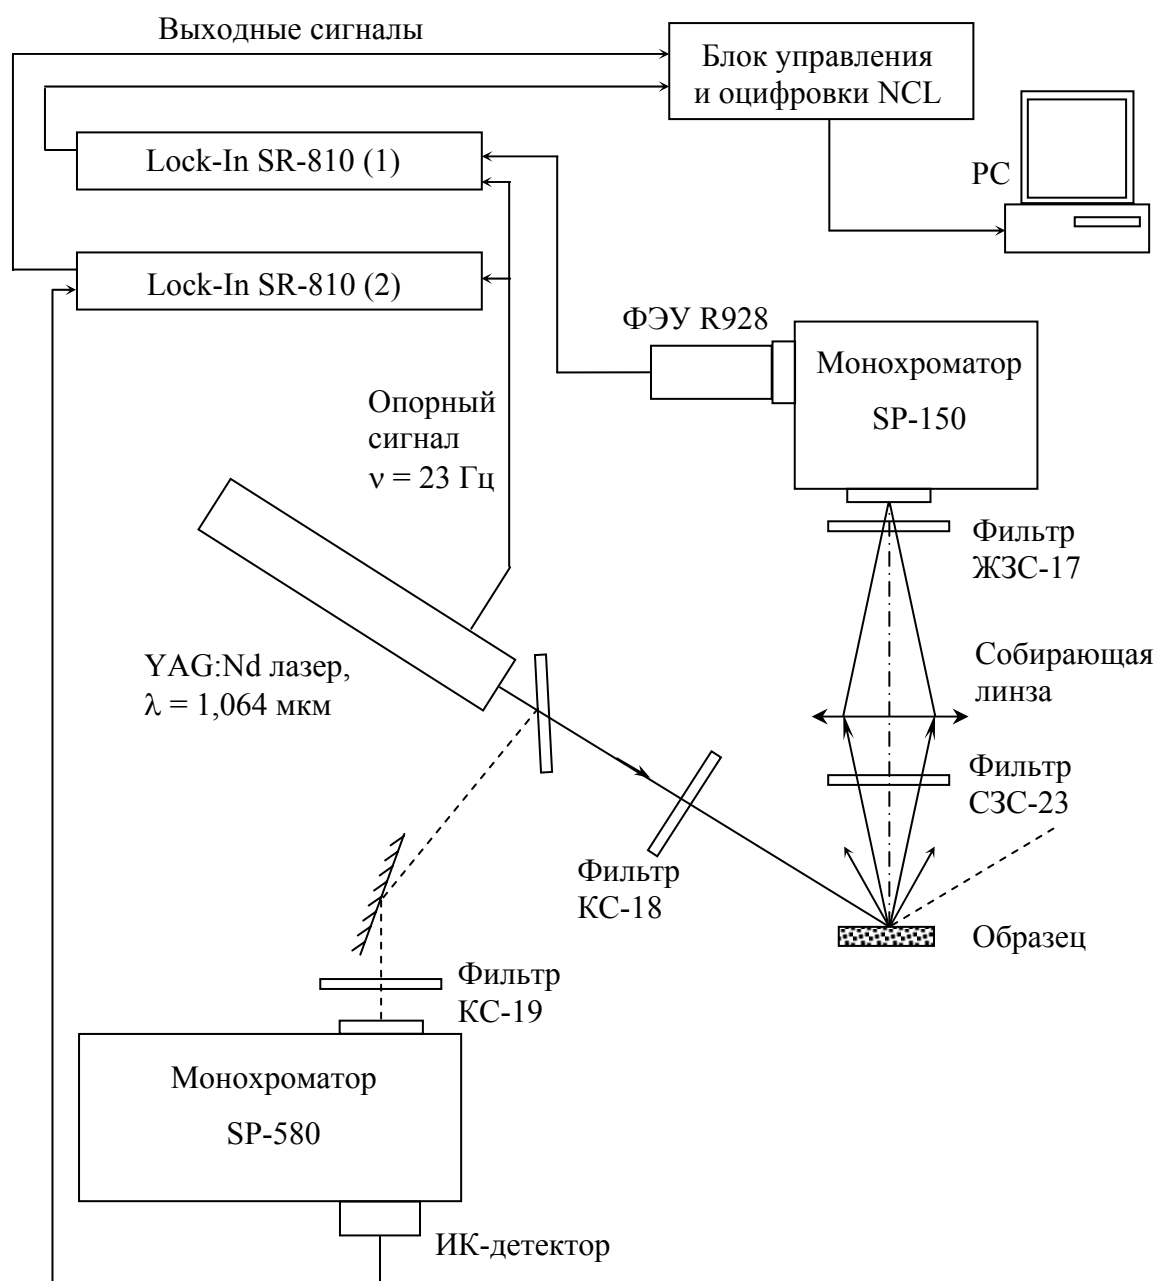 Выходные сигналы
Блок управления
и оцифровки NCL
Lock-In SR-810 (1)
PC
Lock-In SR-810 (2)
ФЭУ R928
Монохроматор
SP-150
Опорный
сигнал
ν = 23 Гц
Фильтр
ЖЗС-17
YAG:Nd лазер,
λ = 1,064 мкм
Собирающая
линза
Фильтр
СЗС-23
Фильтр
КС-18
Образец
Фильтр
КС-19
Монохроматор
SP-580
ИК-детектор